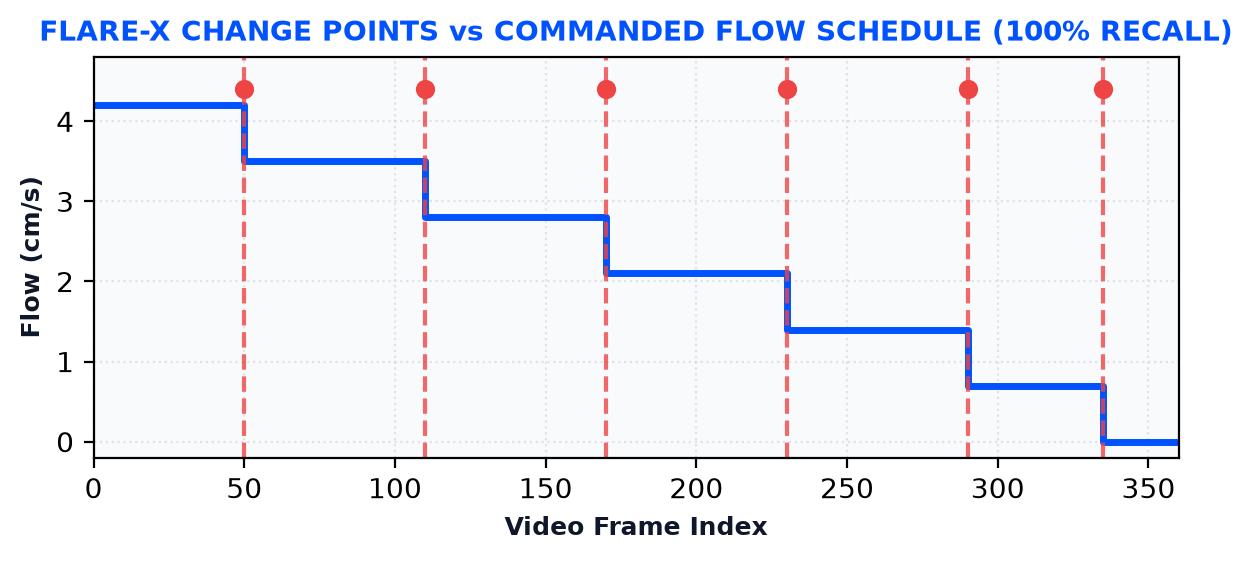 FLARE-X CHANGE POINTS vs COMMANDED FLOW SCHEDULE (100% RECALL)
Flow (cm/s)
4
3
2
1
0
0 50 100 150 200 250 300 350
Video Frame Index